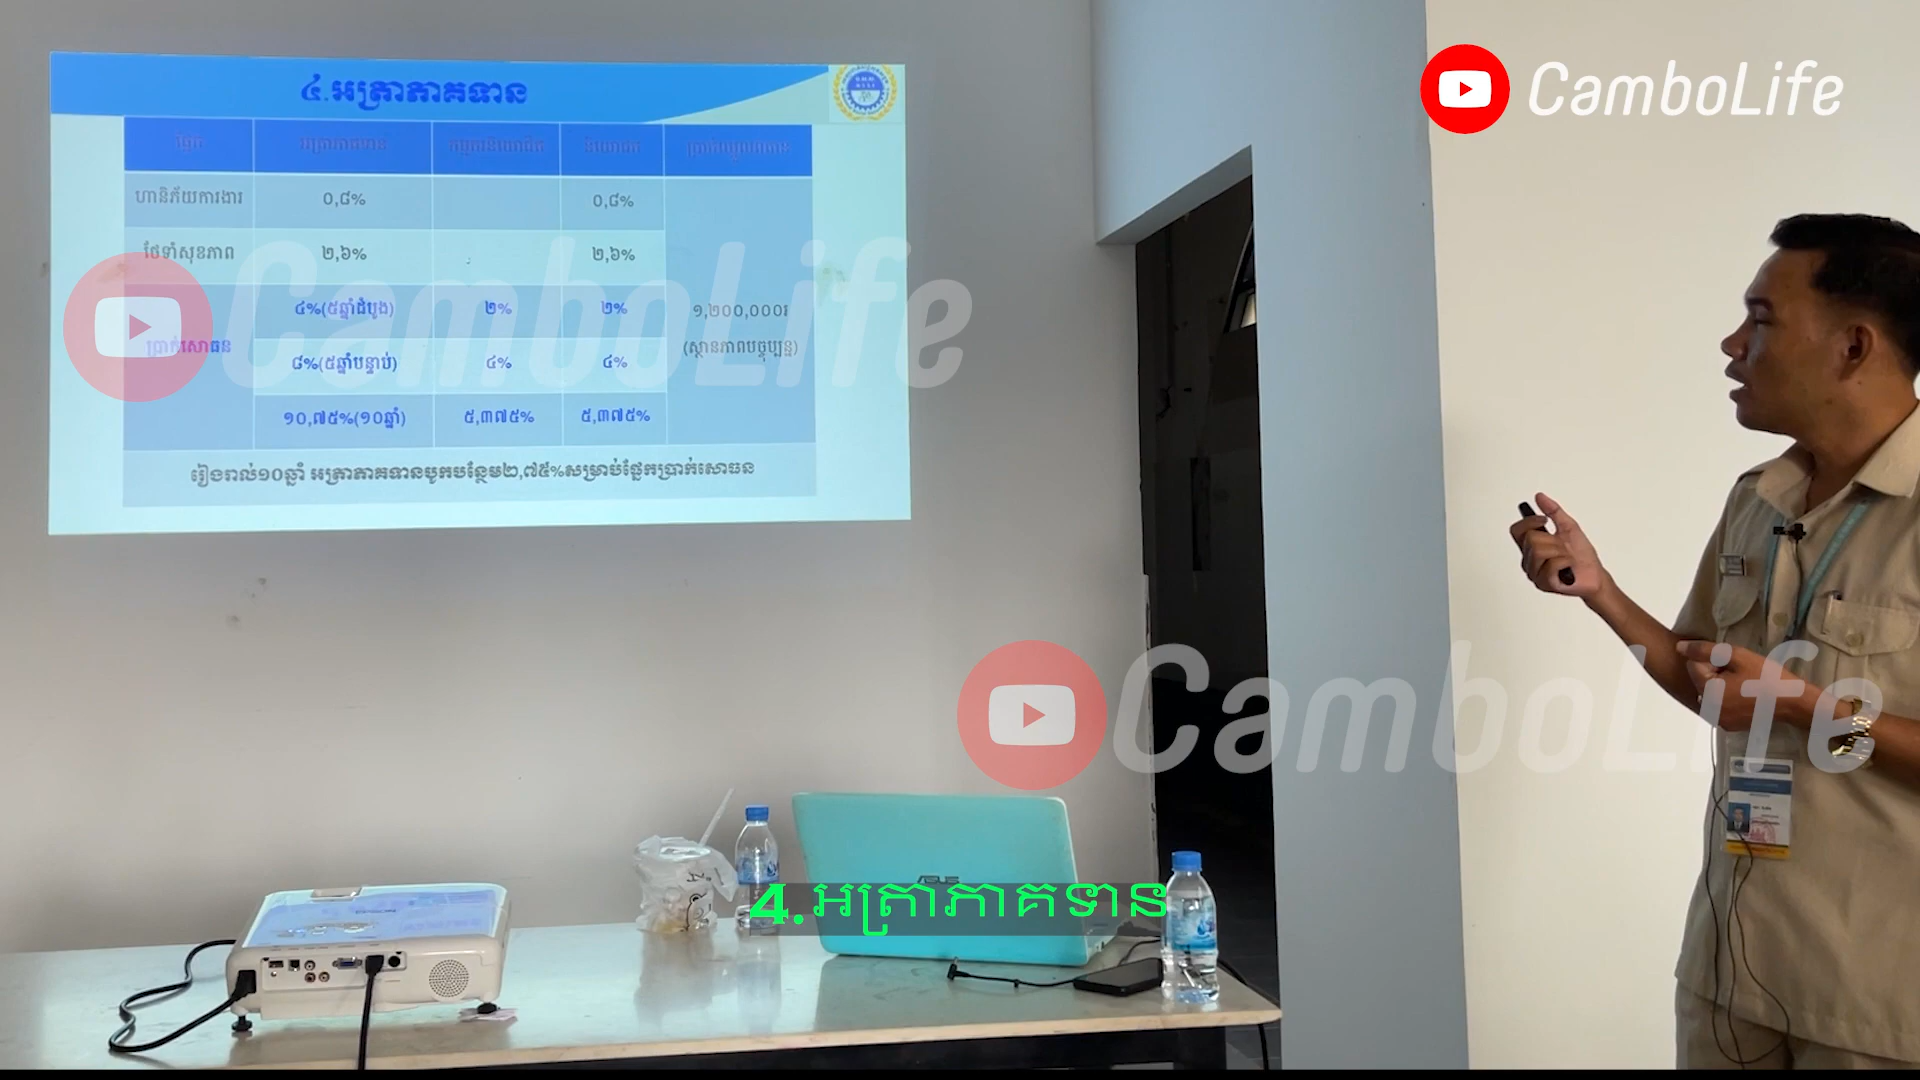 ៤.អត្រាភាគទាន
CamboLife
ហានិភ័យការងារ ០,៨% ០,៨%
ថែទាំសុខភាព ២,៦% ២,៦%
៤%(៥ឆ្នាំដំបូង) ២% ២% ១,២០០,០០០៛
ប្រាក់សោធន ៨%(៥ឆ្នាំបន្ទាប់) ៤% ៤% (ស្ថានភាពបច្ចុប្បន្ន)
១០,៧៥%(១០ឆ្នាំ) ៥,៣៧៥% ៥,៣៧៥%
រៀងរាល់១០ឆ្នាំ អត្រាភាគទានបូកបន្ថែម២,៧៥%សម្រាប់ផ្នែកប្រាក់សោធន
CamboLife
CamboLife
ASUS
4.អត្រាភាគទាន
EPSON